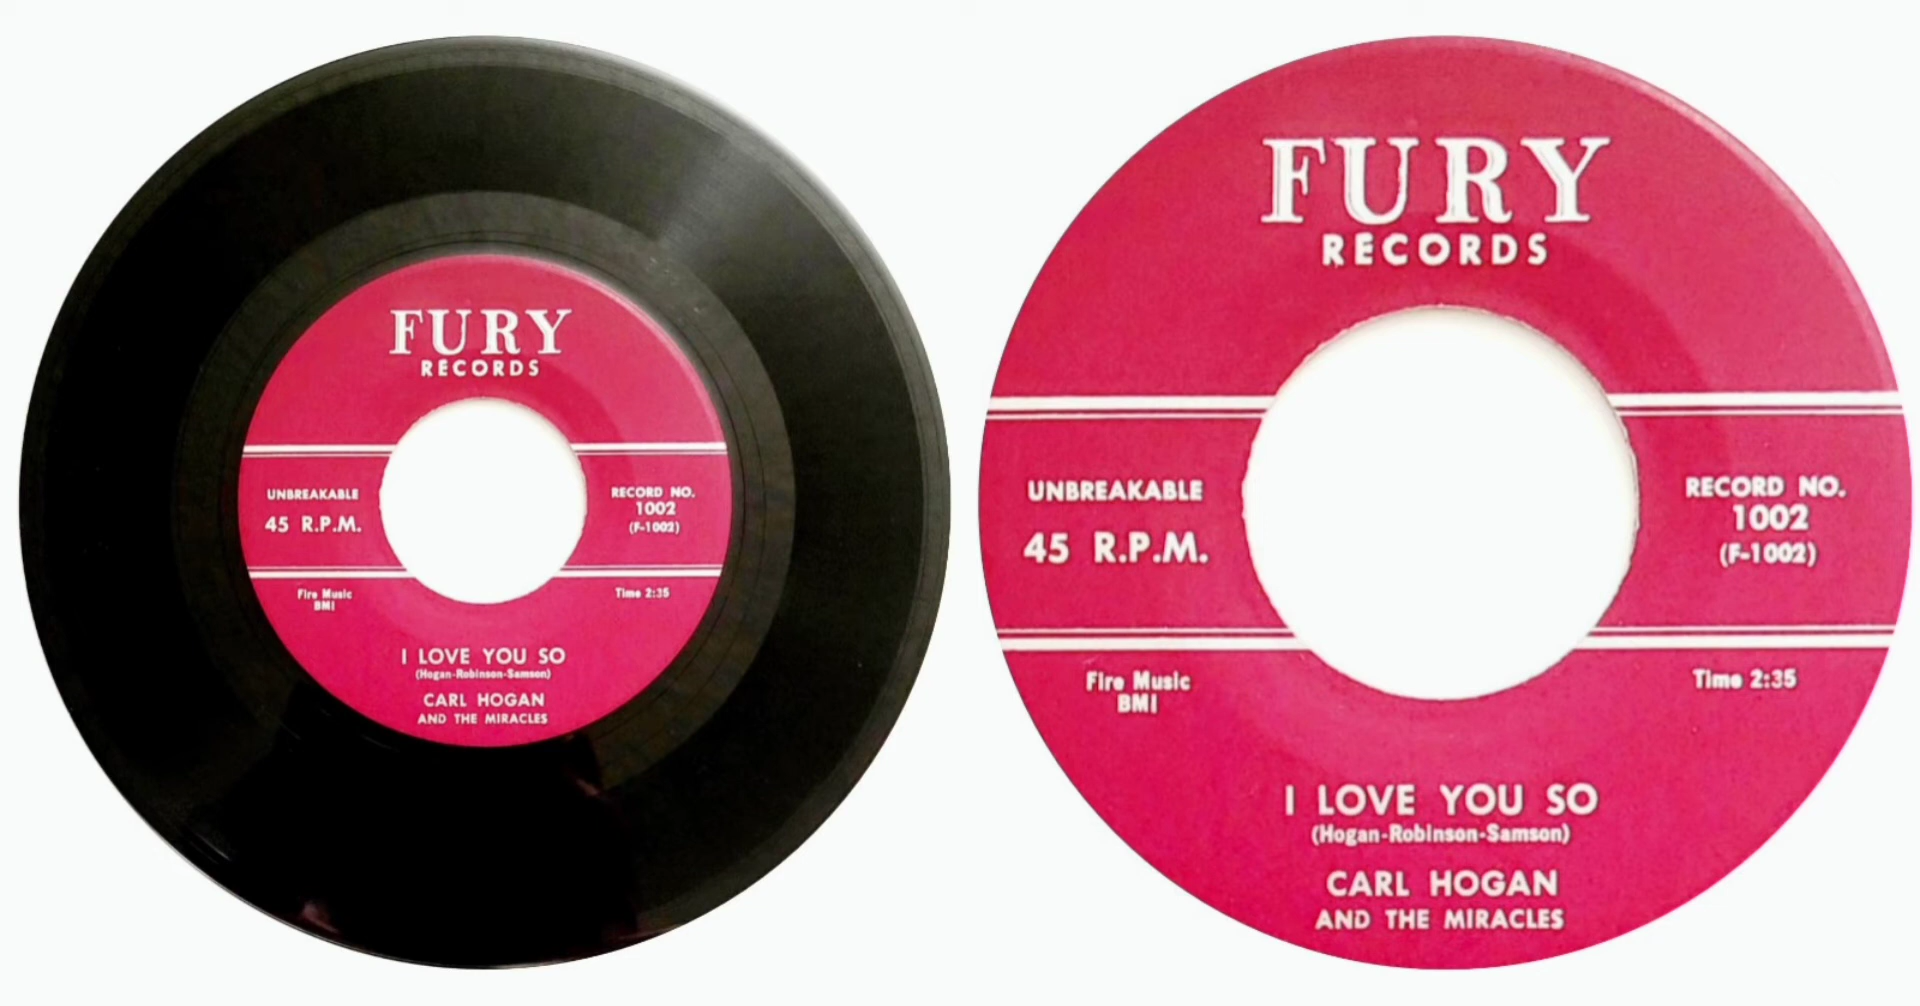 FURY
RECORDS
UNBREAKABLE
45 R.P.M.
RECORD NO.
1002
(F-1002)
Fire Music
BMI
Time 2:35
I LOVE YOU SO
(Hogan-Robinson-Samson)
CARL HOGAN
AND THE MIRACLES
FURY
RECORDS
UNBREAKABLE
45 R.P.M.
RECORD NO.
1002
(F-1002)
Fire Music
BMI
Time 2:35
I LOVE YOU SO
(Hogan-Robinson-Samson)
CARL HOGAN
AND THE MIRACLES